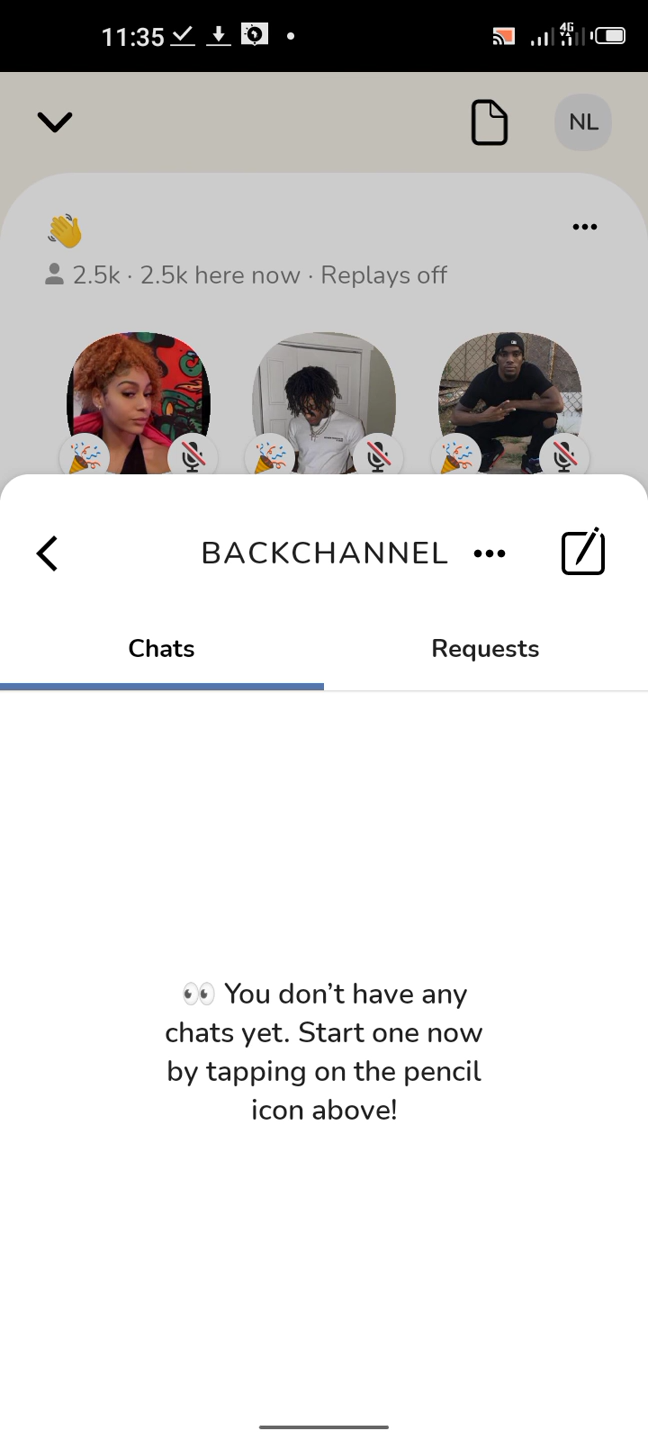 11:35
4G
NL
👋
2.5k · 2.5k here now · Replays off
BACKCHANNEL
Chats Requests
👀 You don’t have any
chats yet. Start one now
by tapping on the pencil
icon above!